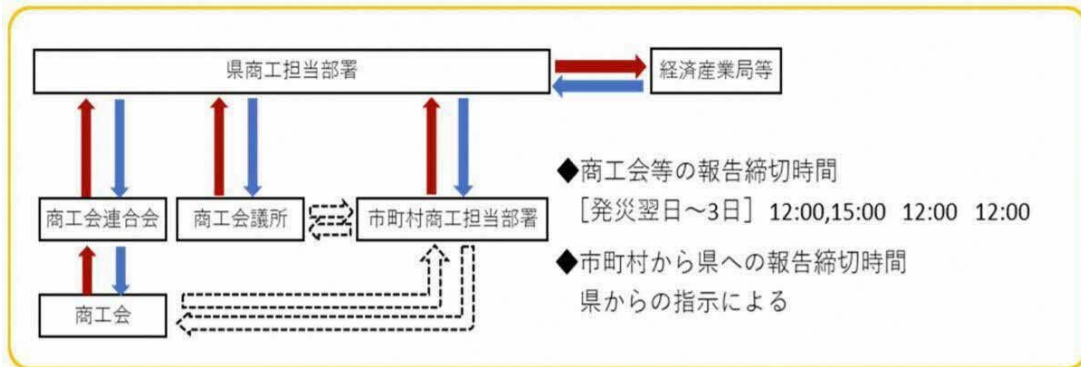 県商工担当部署
経済産業局等
商工会連合会
商工会議所
市町村商工担当部署
商工会
◆商工会等の報告締切時間
[発災翌日～3日] 12:00,15:00 12:00 12:00
◆市町村から県への報告締切時間
県からの指示による